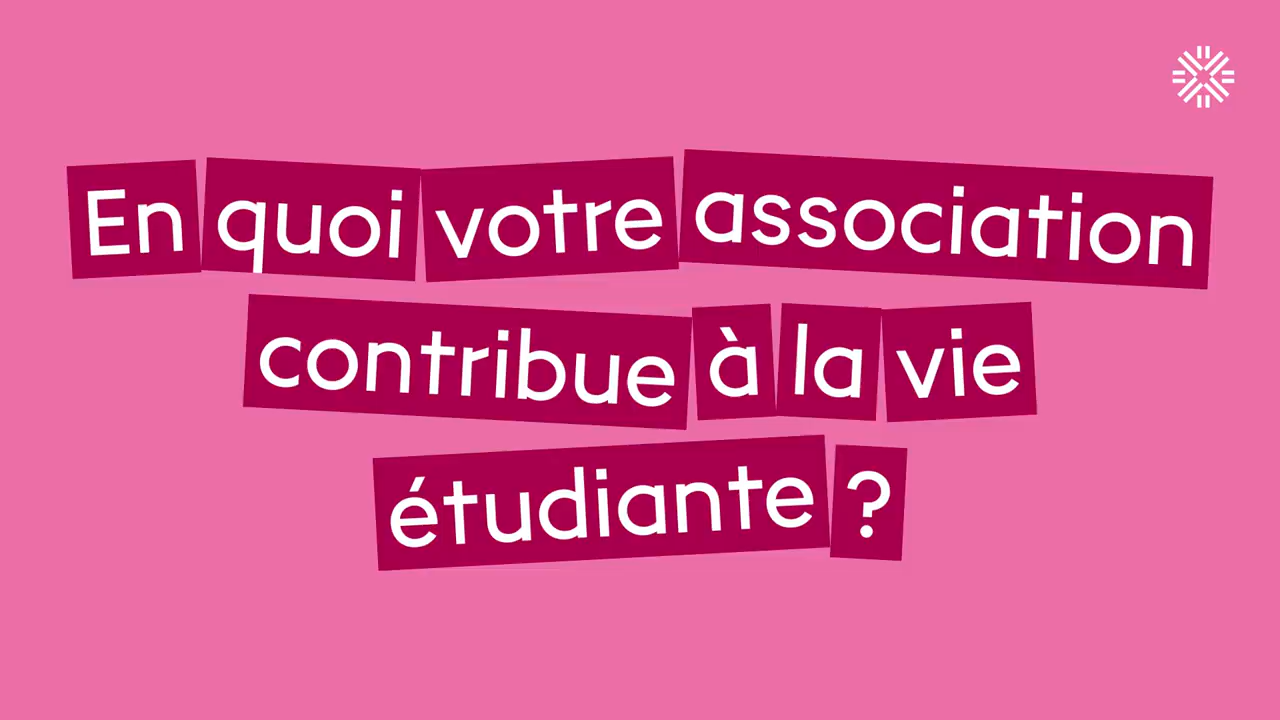 En quoi votre association
contribue à la vie
étudiante ?